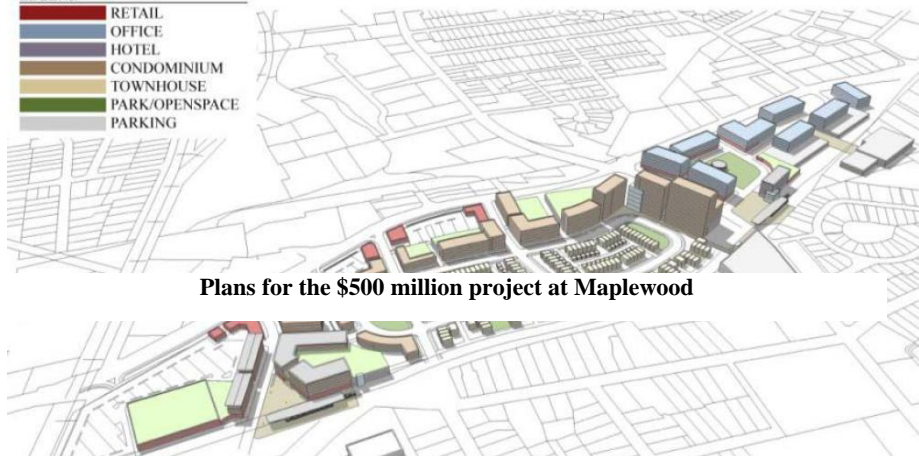 RETAIL
OFFICE
HOTEL
CONDOMINIUM
TOWNHOUSE
PARK/OPENSPACE
PARKING
Plans for the $500 million project at Maplewood